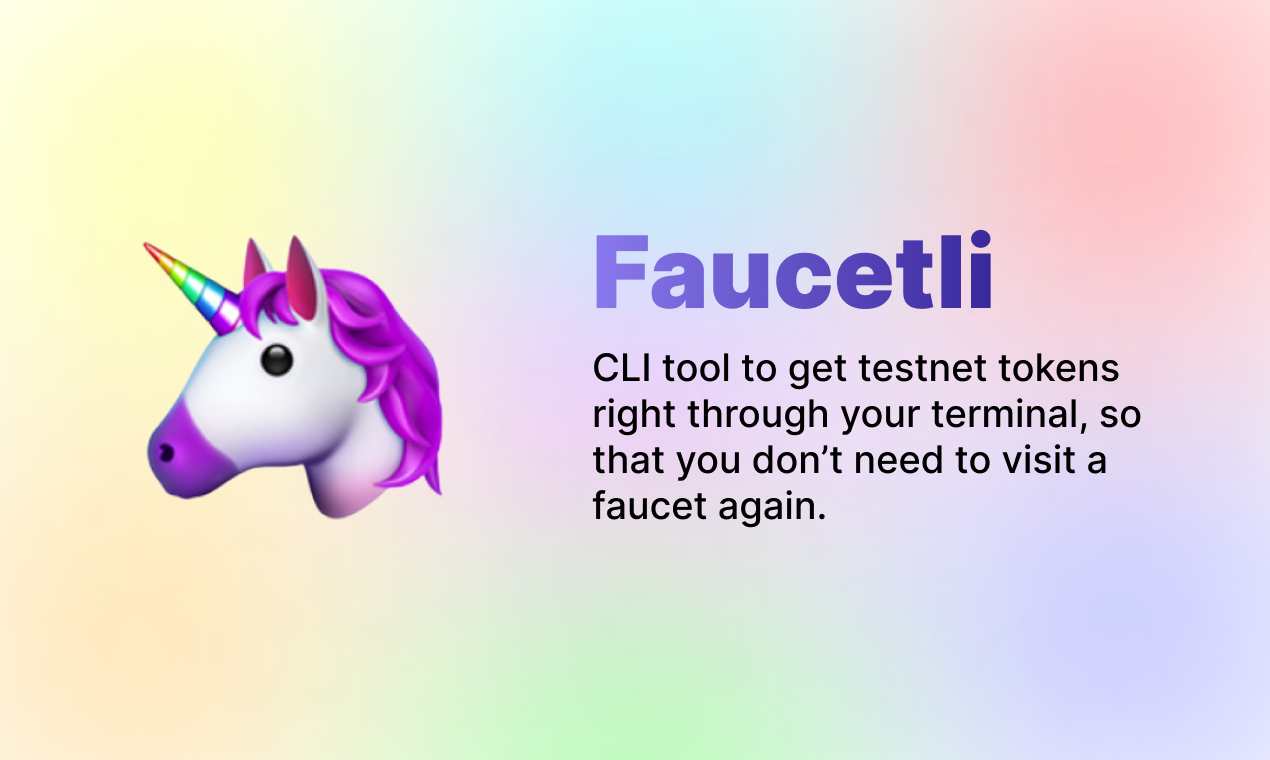 Faucetli
CLI tool to get testnet tokens
right through your terminal, so
that you don’t need to visit a
faucet again.